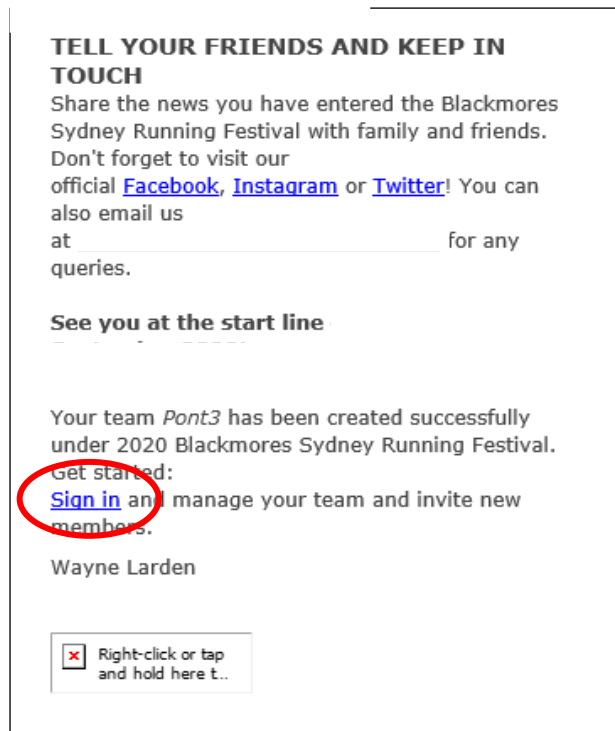 TELL YOUR FRIENDS AND KEEP IN
TOUCH
Share the news you have entered the Blackmores
Sydney Running Festival with family and friends.
Don't forget to visit our
official Facebook, Instagram or Twitter! You can
also email us
at for any
queries.
See you at the start line
Your team Pont3 has been created successfully
under 2020 Blackmores Sydney Running Festival.
Get started:
Sign in and manage your team and invite new
members.
Wayne Larden
Right-click or tap
and hold here t..